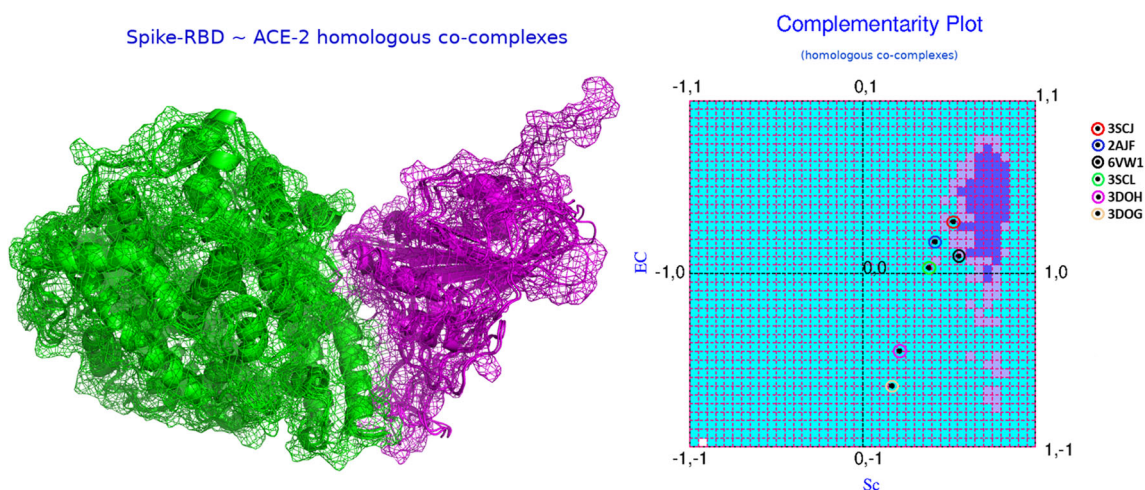 Spike-RBD ~ ACE-2 homologous co-complexes
Complementarity Plot
(homologous co-complexes)
-1,1
0,1
1,1
3SCJ
2AJF
6VW1
3SCL
3DOH
3DOG
EC
-1,0
0.0
1,0
-1,-1
0,-1
1,-1
Sc